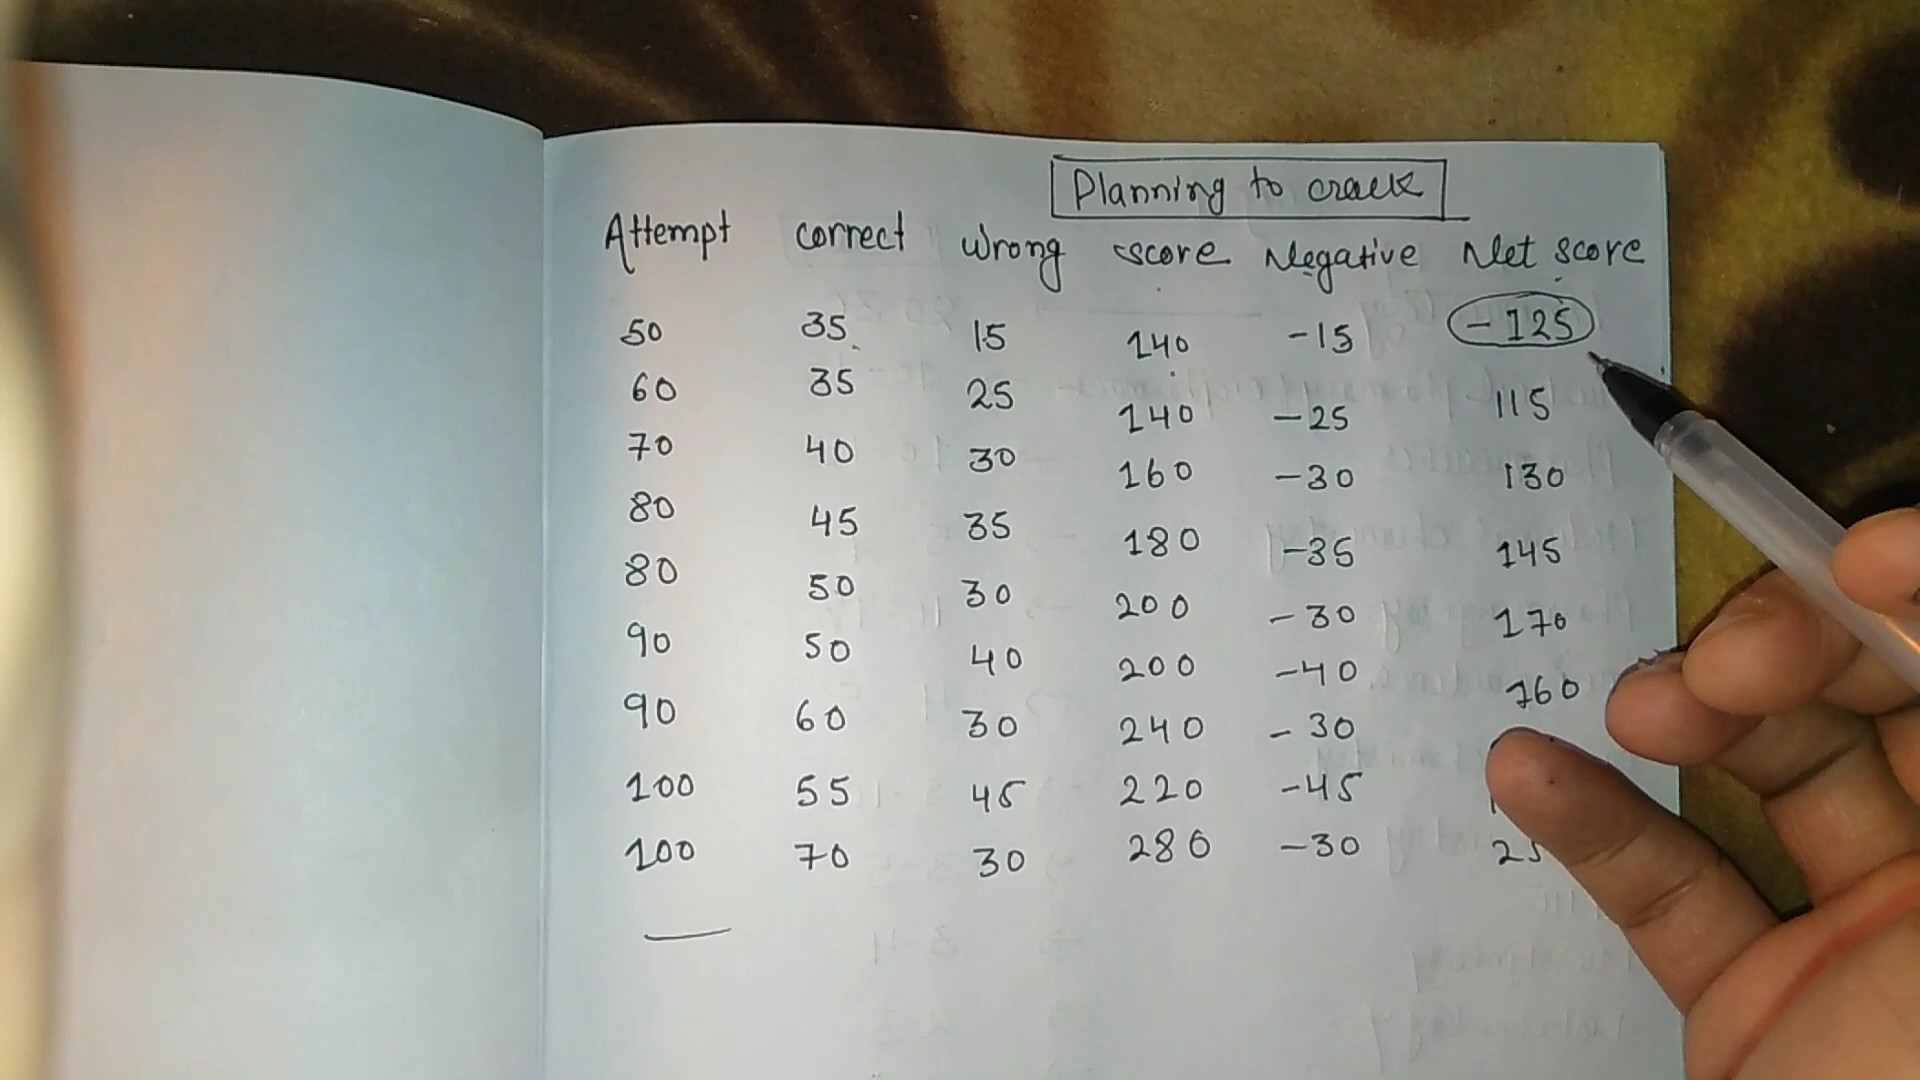 Planning to crack
Attempt correct Wrong score Negative Net score
50 35 15 140 -15 -125
60 35 25 140 -25 115
70 40 30 160 -30 130
80 45 35 180 -35 145
80 50 30 200 -30 170
90 50 40 200 -40 160
90 60 30 240 -30
100 55 45 220 -45
100 70 30 280 -30